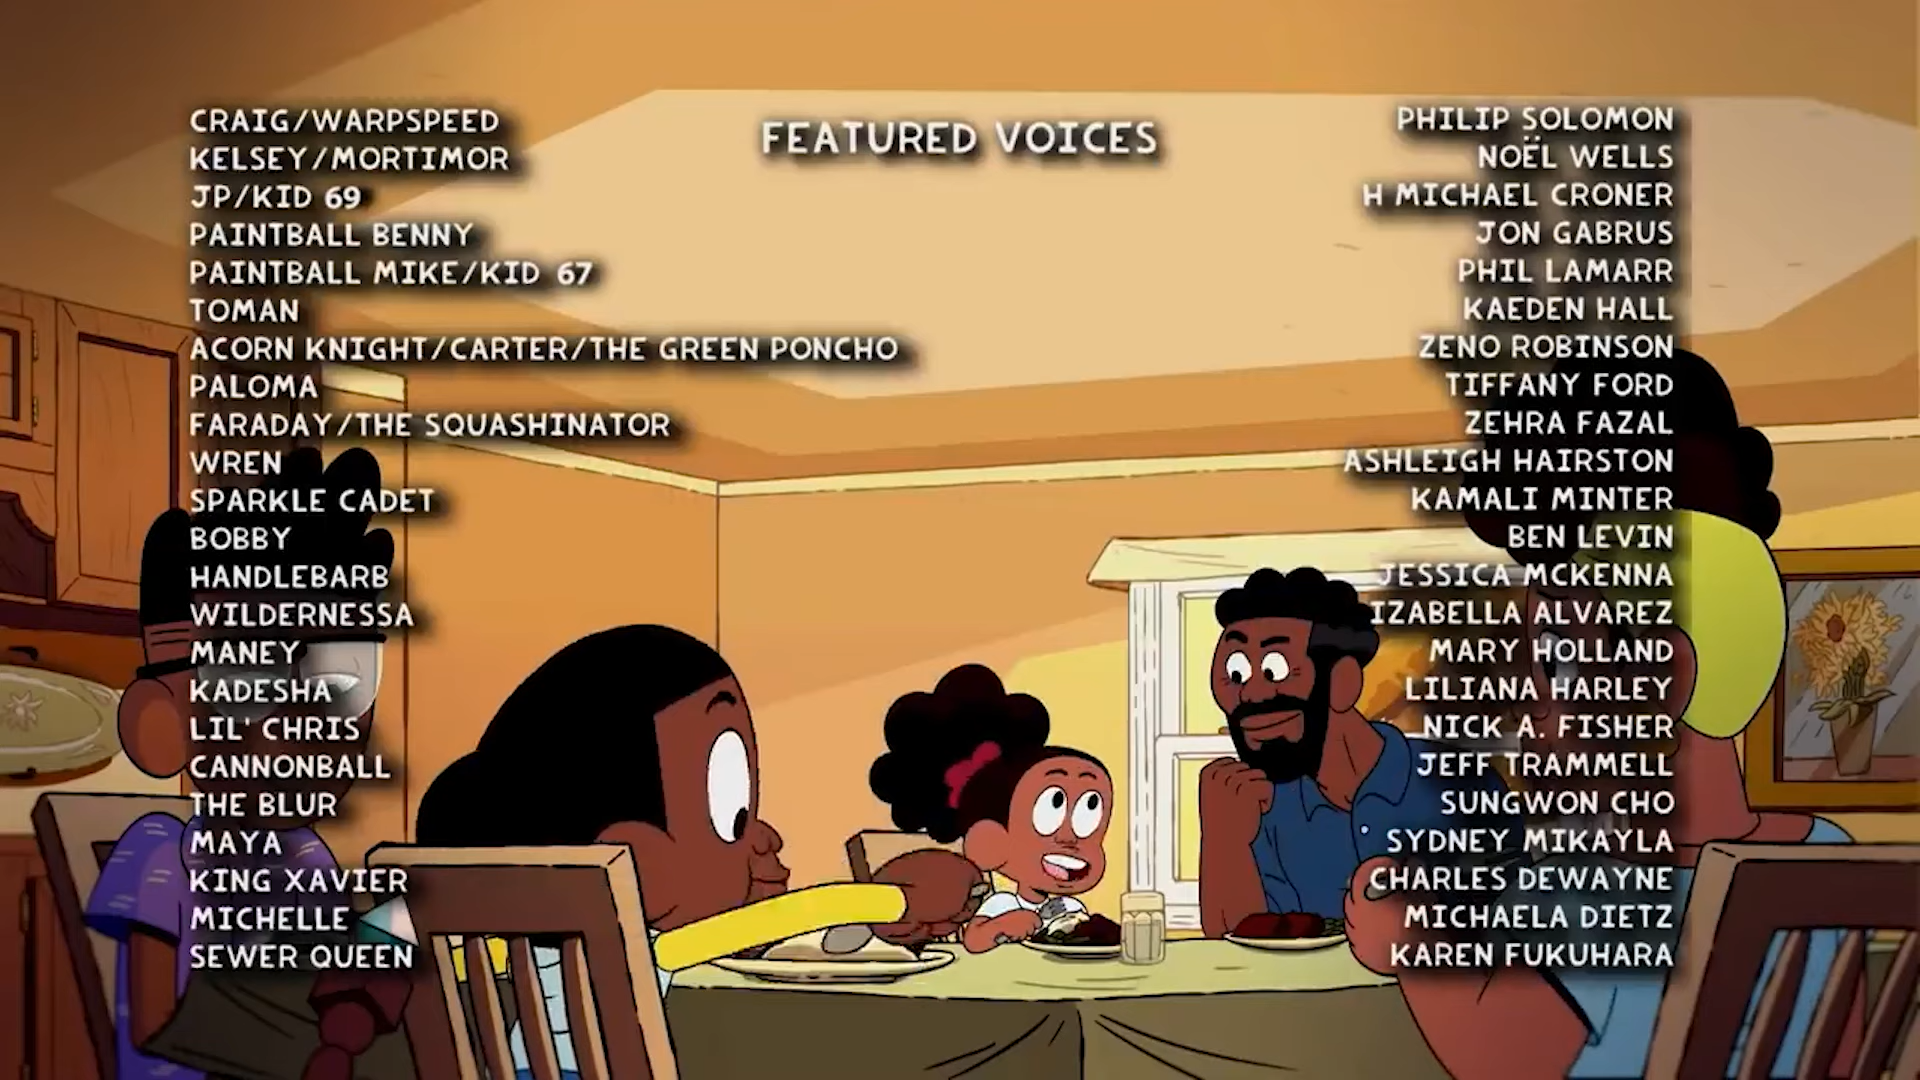 FEATURED VOICES
CRAIG/WARPSPEED PHILIP SOLOMON
KELSEY/MORTIMOR NOËL WELLS
JP/KID 69 H MICHAEL CRONER
PAINTBALL BENNY JON GABRUS
PAINTBALL MIKE/KID 67 PHIL LAMARR
TOMAN KAEDEN HALL
ACORN KNIGHT/CARTER/THE GREEN PONCHO ZENO ROBINSON
PALOMA TIFFANY FORD
FARADAY/THE SQUASHINATOR ZEHRA FAZAL
WREN ASHLEIGH HAIRSTON
SPARKLE CADET KAMALI MINTER
BOBBY BEN LEVIN
HANDLEBARB JESSICA MCKENNA
WILDERNESSA IZABELLA ALVAREZ
MANEY MARY HOLLAND
KADESHA LILIANA HARLEY
LIL' CHRIS NICK A. FISHER
CANNONBALL JEFF TRAMMELL
THE BLUR SUNGWON CHO
MAYA SYDNEY MIKAYLA
KING XAVIER CHARLES DEWAYNE
MICHELLE MICHAELA DIETZ
SEWER QUEEN KAREN FUKUHARA